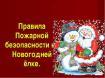 Правила
Пожарной
безопасности к
Новогодней
ёлке.